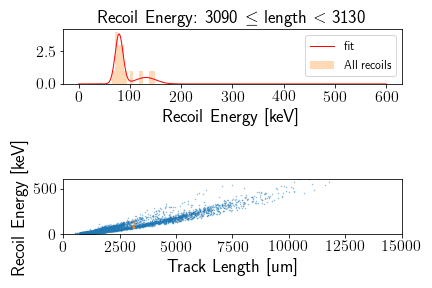 Recoil Energy: 3090 ≤ length < 3130
2.5
0.0
fit
All recoils
0 100 200 300 400 500 600
Recoil Energy [keV]
Recoil Energy [keV]
500
0
0 2500 5000 7500 10000 12500 15000
Track Length [um]